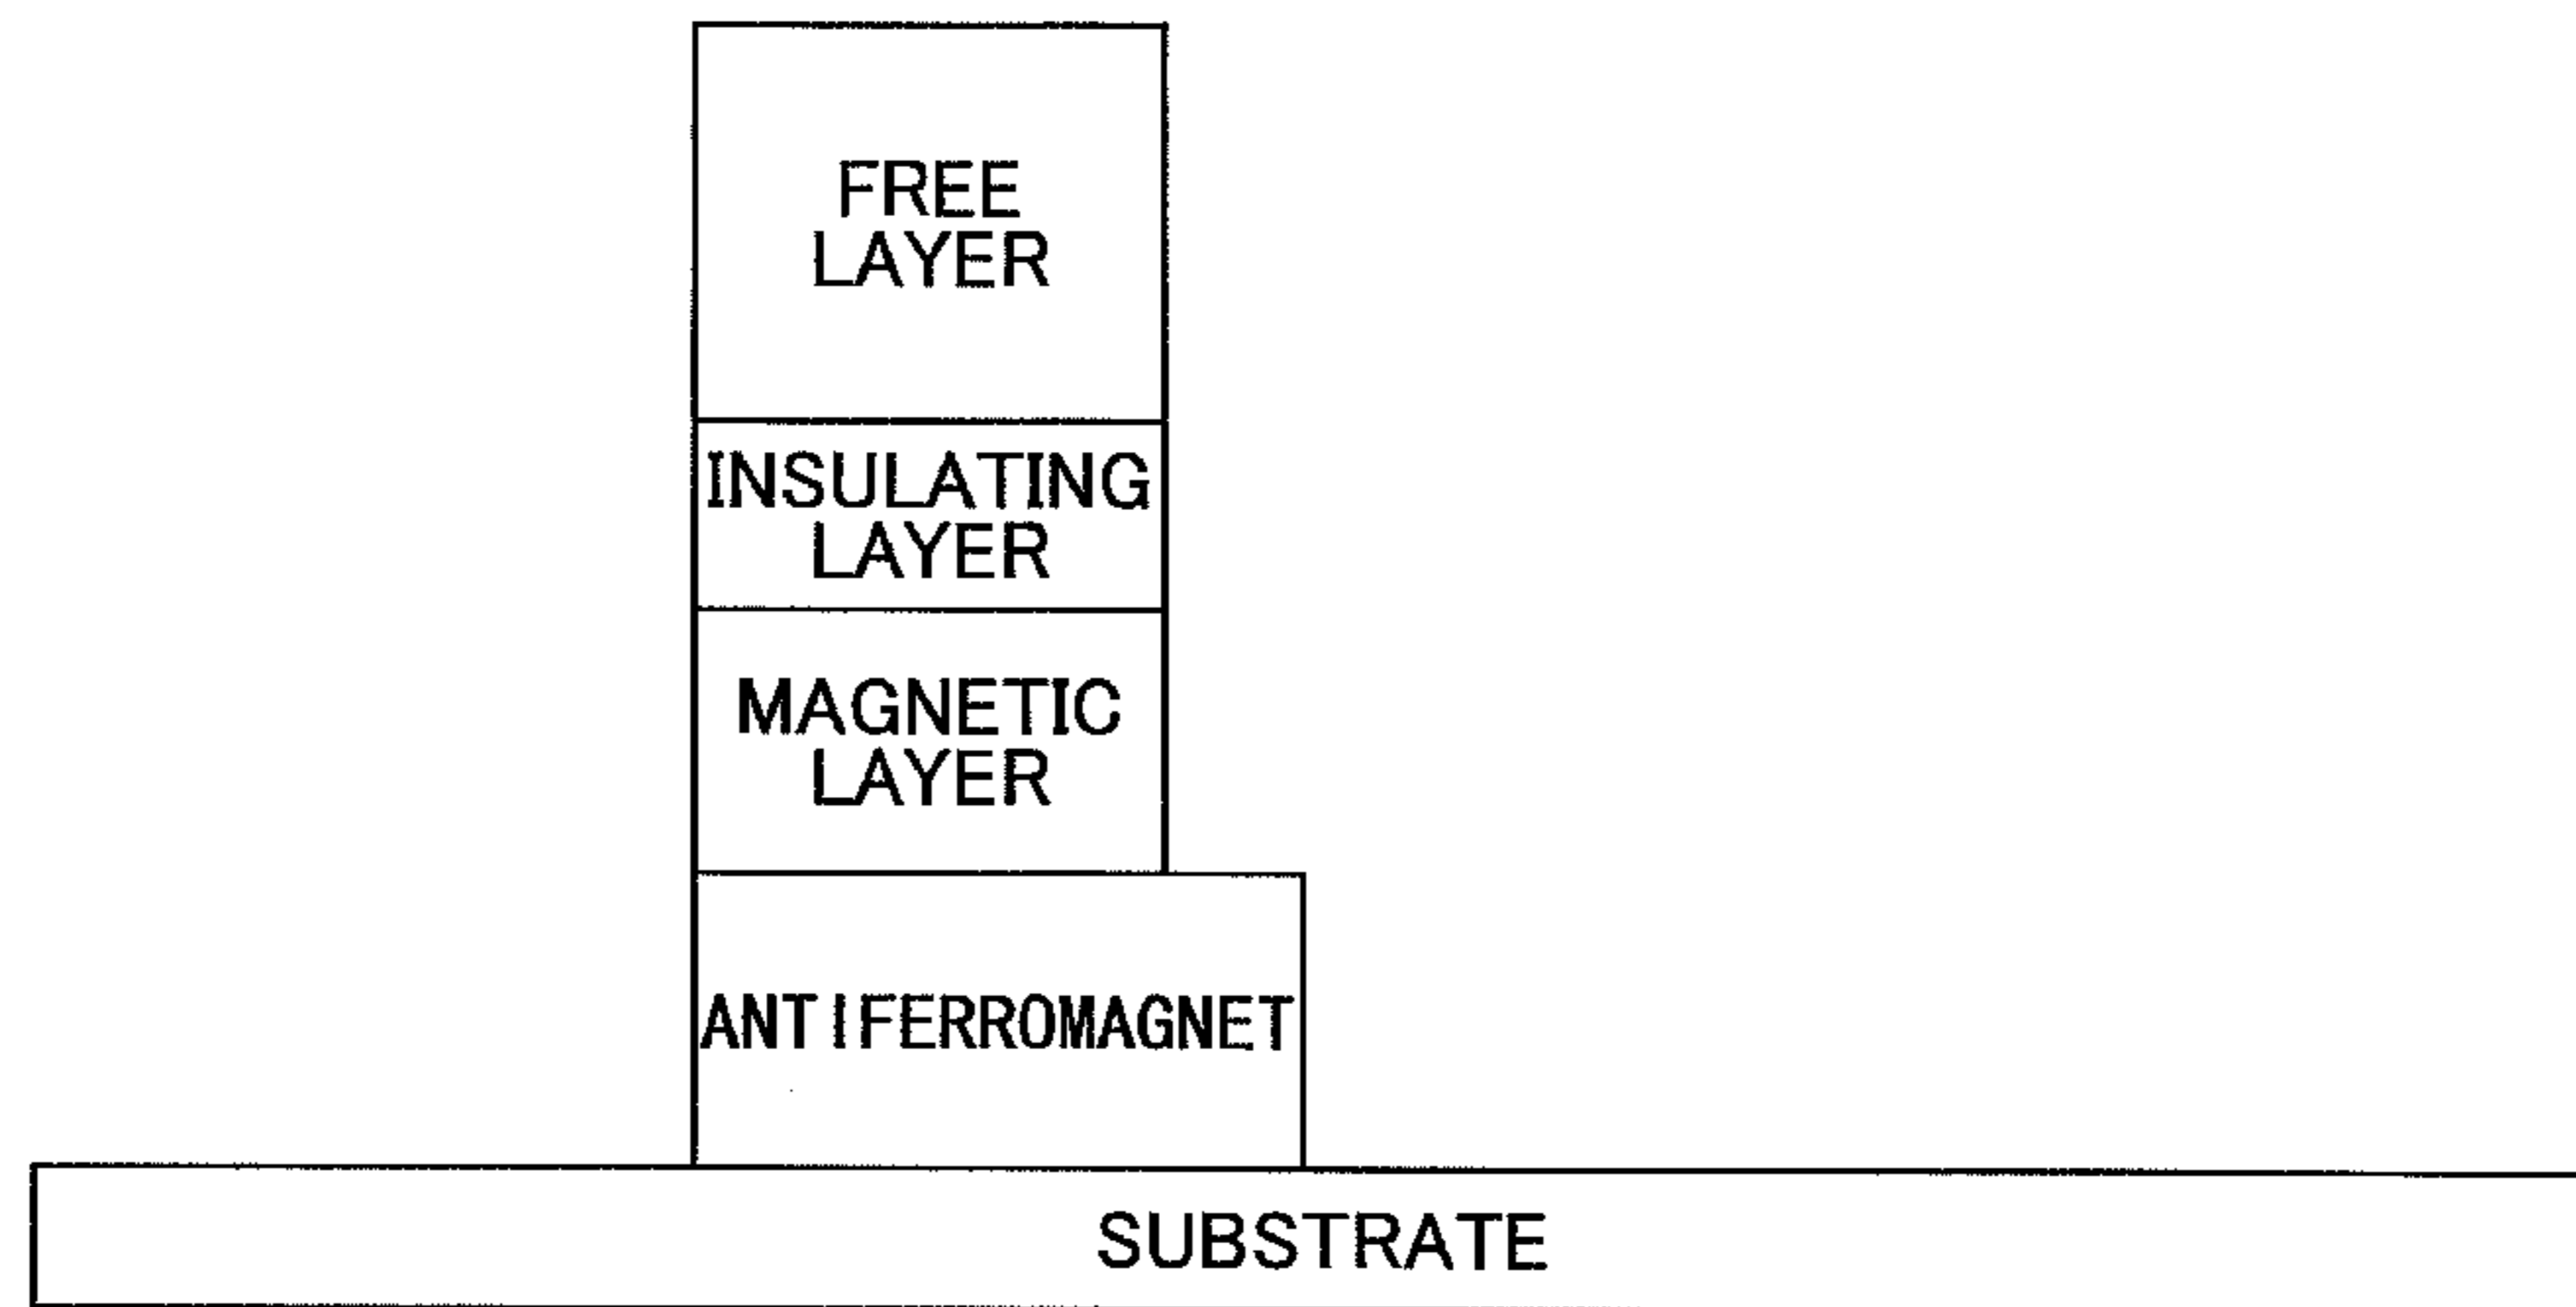 FREE
LAYER
INSULATING
LAYER
MAGNETIC
LAYER
ANTIFERROMAGNET
SUBSTRATE